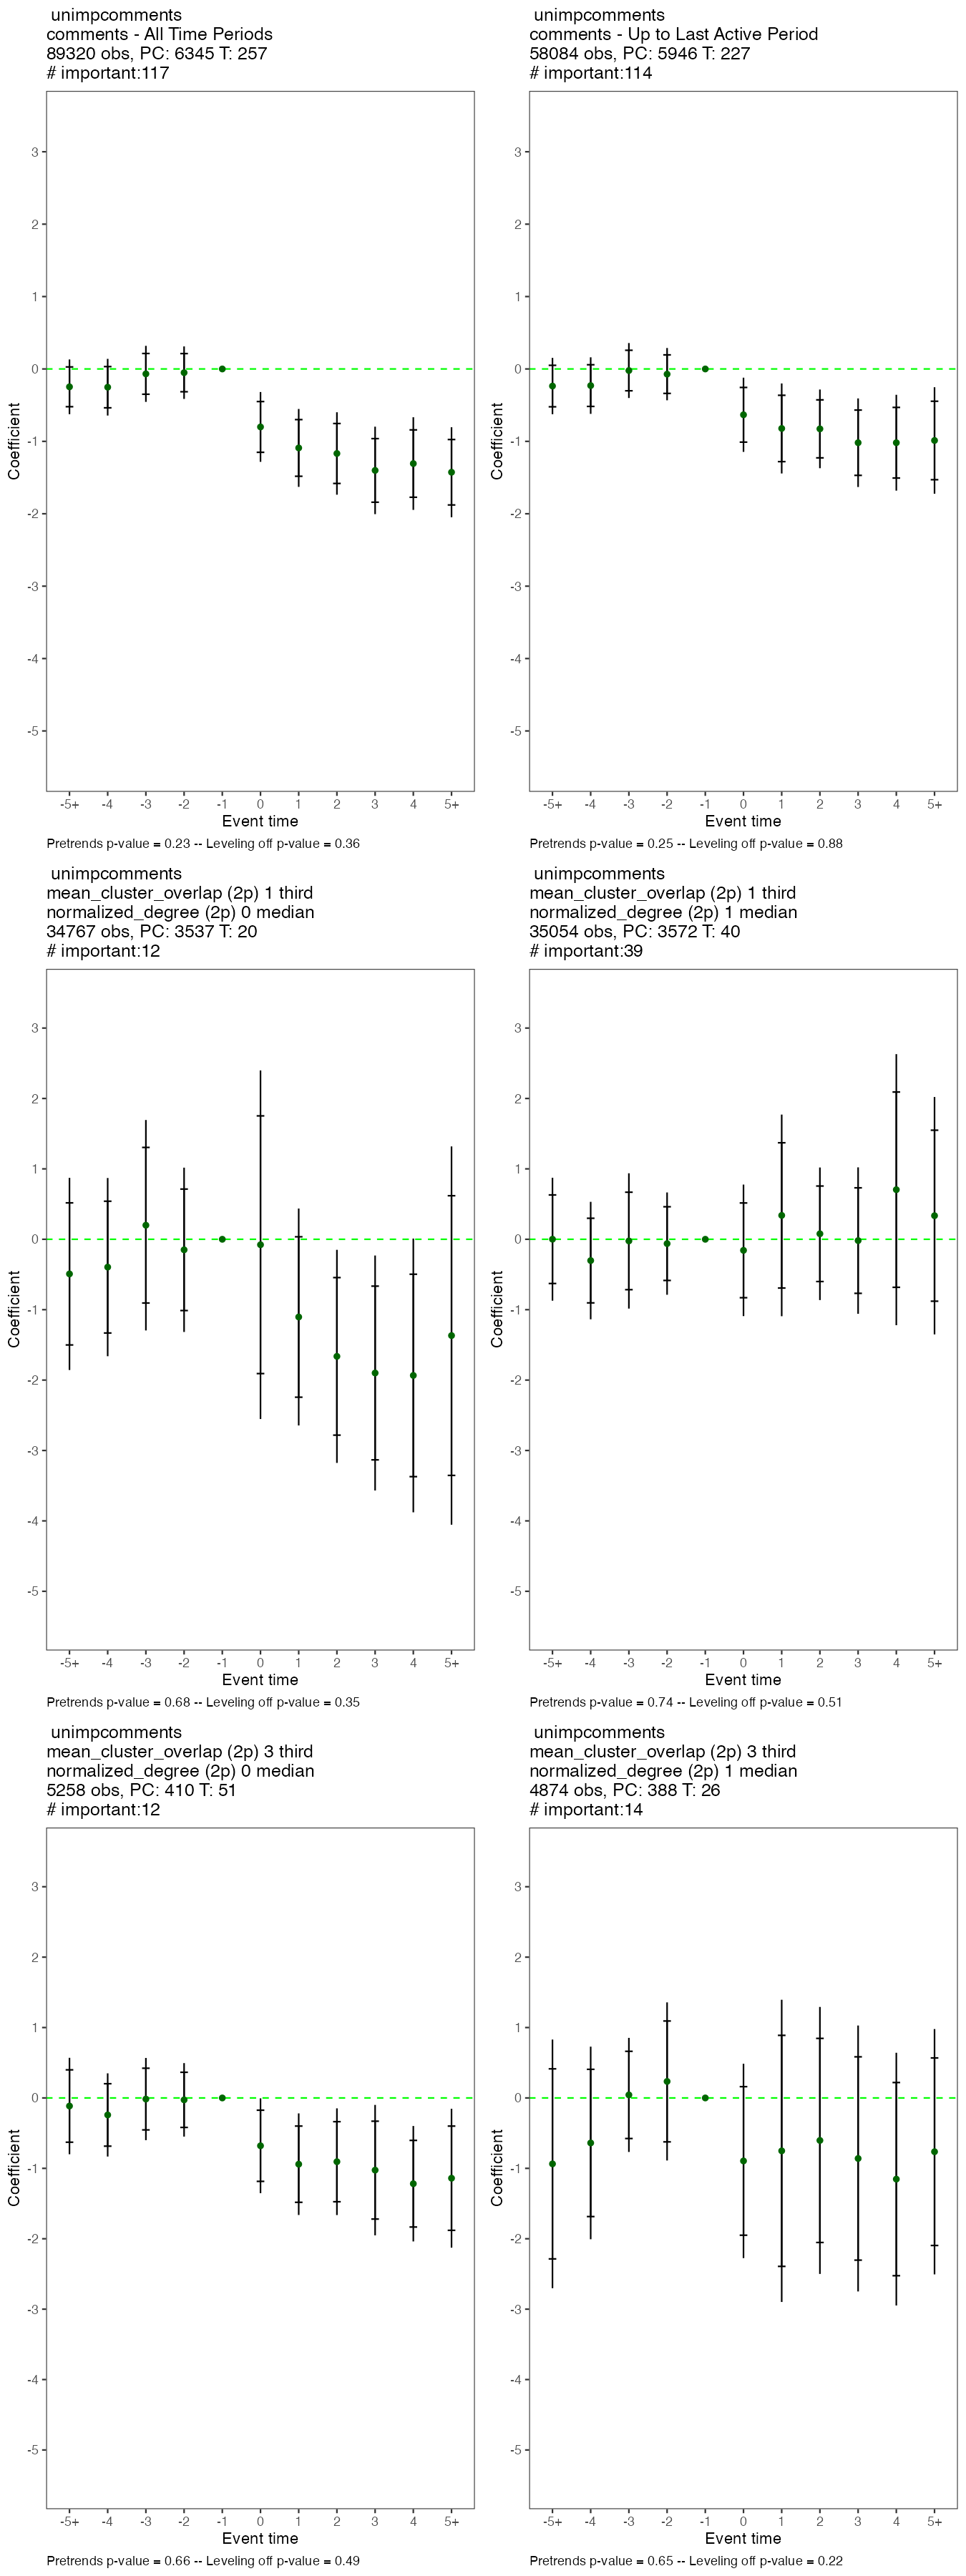 unimpcomments
comments - All Time Periods
89320 obs, PC: 6345 T: 257
# important:117
3
2
1
0
-1
-2
-3
-4
-5
Coefficient
-5+ -4 -3 -2 -1 0 1 2 3 4 5+
Event time
Pretrends p-value = 0.23 -- Leveling off p-value = 0.36
unimpcomments
comments - Up to Last Active Period
58084 obs, PC: 5946 T: 227
# important:114
3
2
1
0
-1
-2
-3
-4
-5
Coefficient
-5+ -4 -3 -2 -1 0 1 2 3 4 5+
Event time
Pretrends p-value = 0.25 -- Leveling off p-value = 0.88
unimpcomments
mean_cluster_overlap (2p) 1 third
normalized_degree (2p) 0 median
34767 obs, PC: 3537 T: 20
# important:12
3
2
1
0
-1
-2
-3
-4
-5
Coefficient
-5+ -4 -3 -2 -1 0 1 2 3 4 5+
Event time
Pretrends p-value = 0.68 -- Leveling off p-value = 0.35
unimpcomments
mean_cluster_overlap (2p) 1 third
normalized_degree (2p) 1 median
35054 obs, PC: 3572 T: 40
# important:39
3
2
1
0
-1
-2
-3
-4
-5
Coefficient
-5+ -4 -3 -2 -1 0 1 2 3 4 5+
Event time
Pretrends p-value = 0.74 -- Leveling off p-value = 0.51
unimpcomments
mean_cluster_overlap (2p) 3 third
normalized_degree (2p) 0 median
5258 obs, PC: 410 T: 51
# important:12
3
2
1
0
-1
-2
-3
-4
-5
Coefficient
-5+ -4 -3 -2 -1 0 1 2 3 4 5+
Event time
Pretrends p-value = 0.66 -- Leveling off p-value = 0.49
unimpcomments
mean_cluster_overlap (2p) 3 third
normalized_degree (2p) 1 median
4874 obs, PC: 388 T: 26
# important:14
3
2
1
0
-1
-2
-3
-4
-5
Coefficient
-5+ -4 -3 -2 -1 0 1 2 3 4 5+
Event time
Pretrends p-value = 0.65 -- Leveling off p-value = 0.22